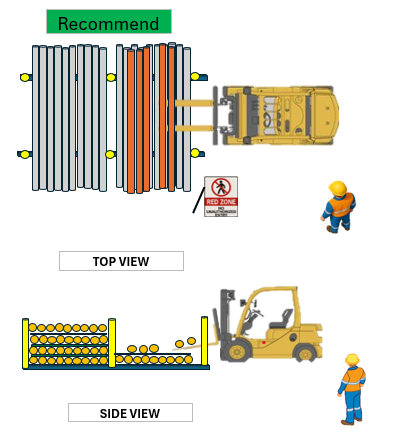 Recommend
RED ZONE
NO
UNAUTHORIZED
ENTRY
TOP VIEW
SIDE VIEW